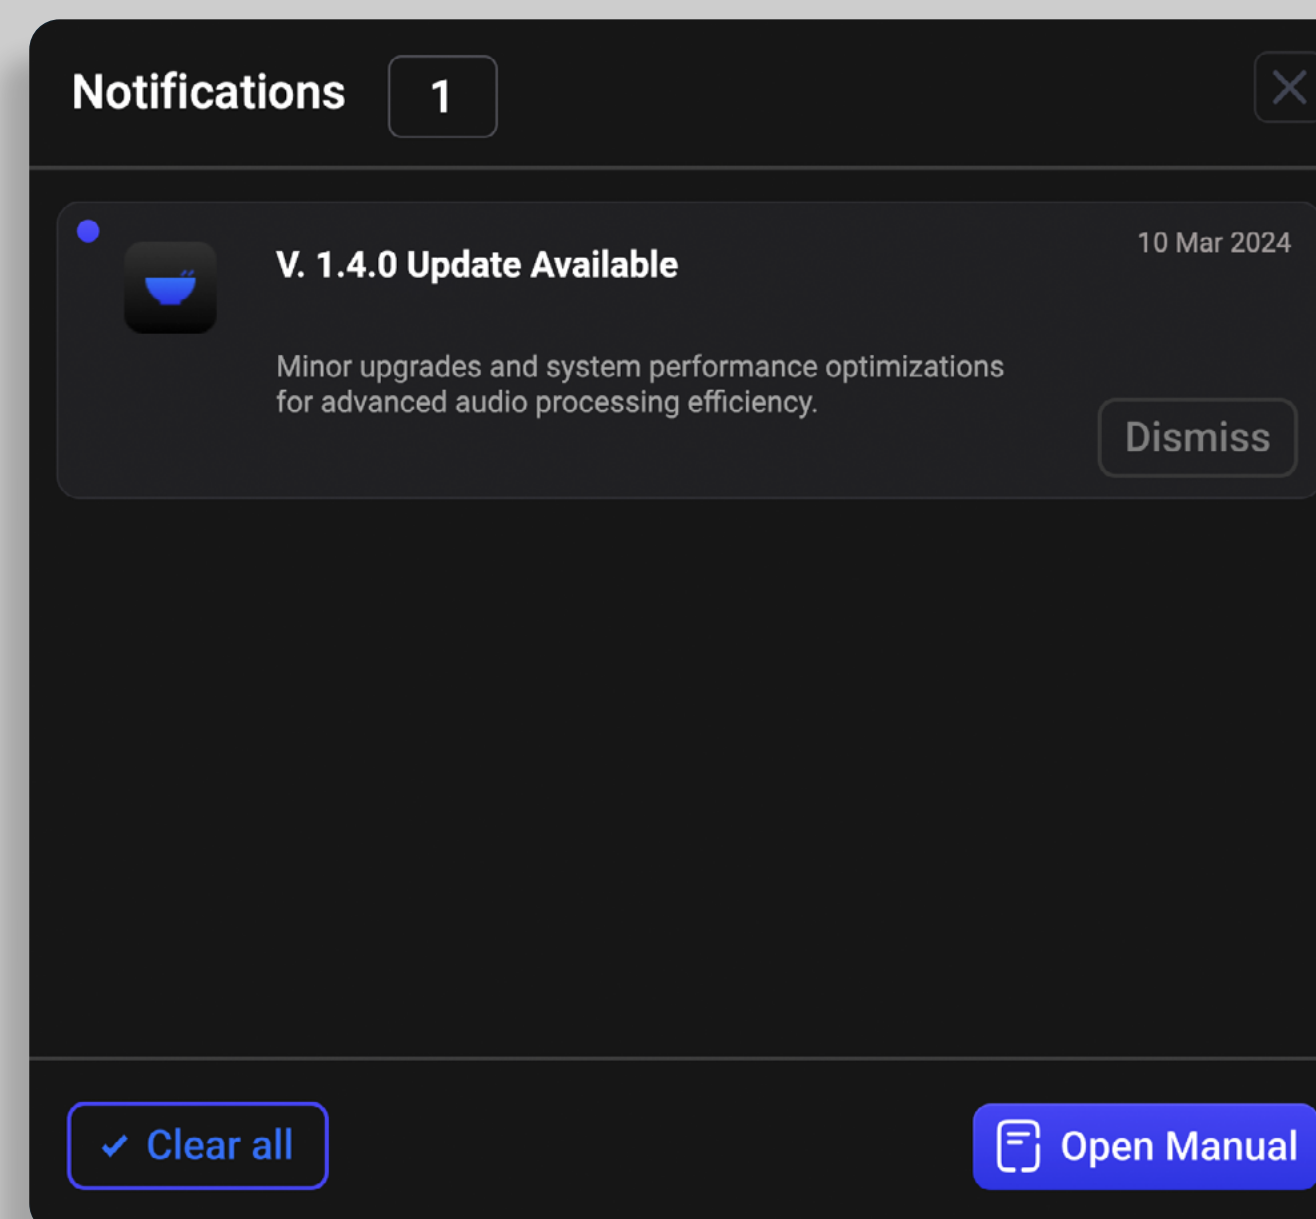 Notifications 1
10 Mar 2024
V. 1.4.0 Update Available
Minor upgrades and system performance optimizations
for advanced audio processing efficiency.
Dismiss
Clear all
Open Manual